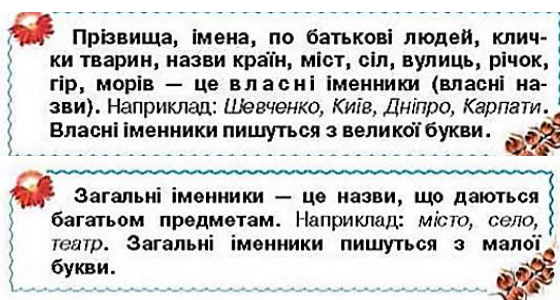 Прізвища, імена, по батькові людей, клич-
ки тварин, назви країн, міст, сіл, вулиць, річок,
гір, морів — це власні іменники (власні на-
зви). Наприклад: Шевченко, Київ, Дніпро, Карпати.
Власні іменники пишуться з великої букви.
Загальні іменники — це назви, що даються
багатьом предметам. Наприклад: місто, село,
театр. Загальні іменники пишуться з малої
букви.